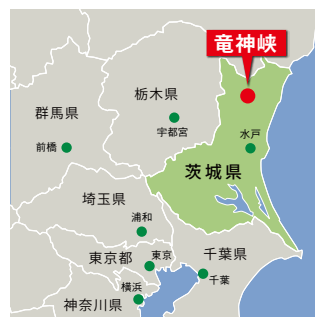 竜神峡
栃木県
群馬県
宇都宮
水戸
前橋
茨城県
埼玉県
浦和
東京都
東京
千葉県
千葉
横浜
神奈川県